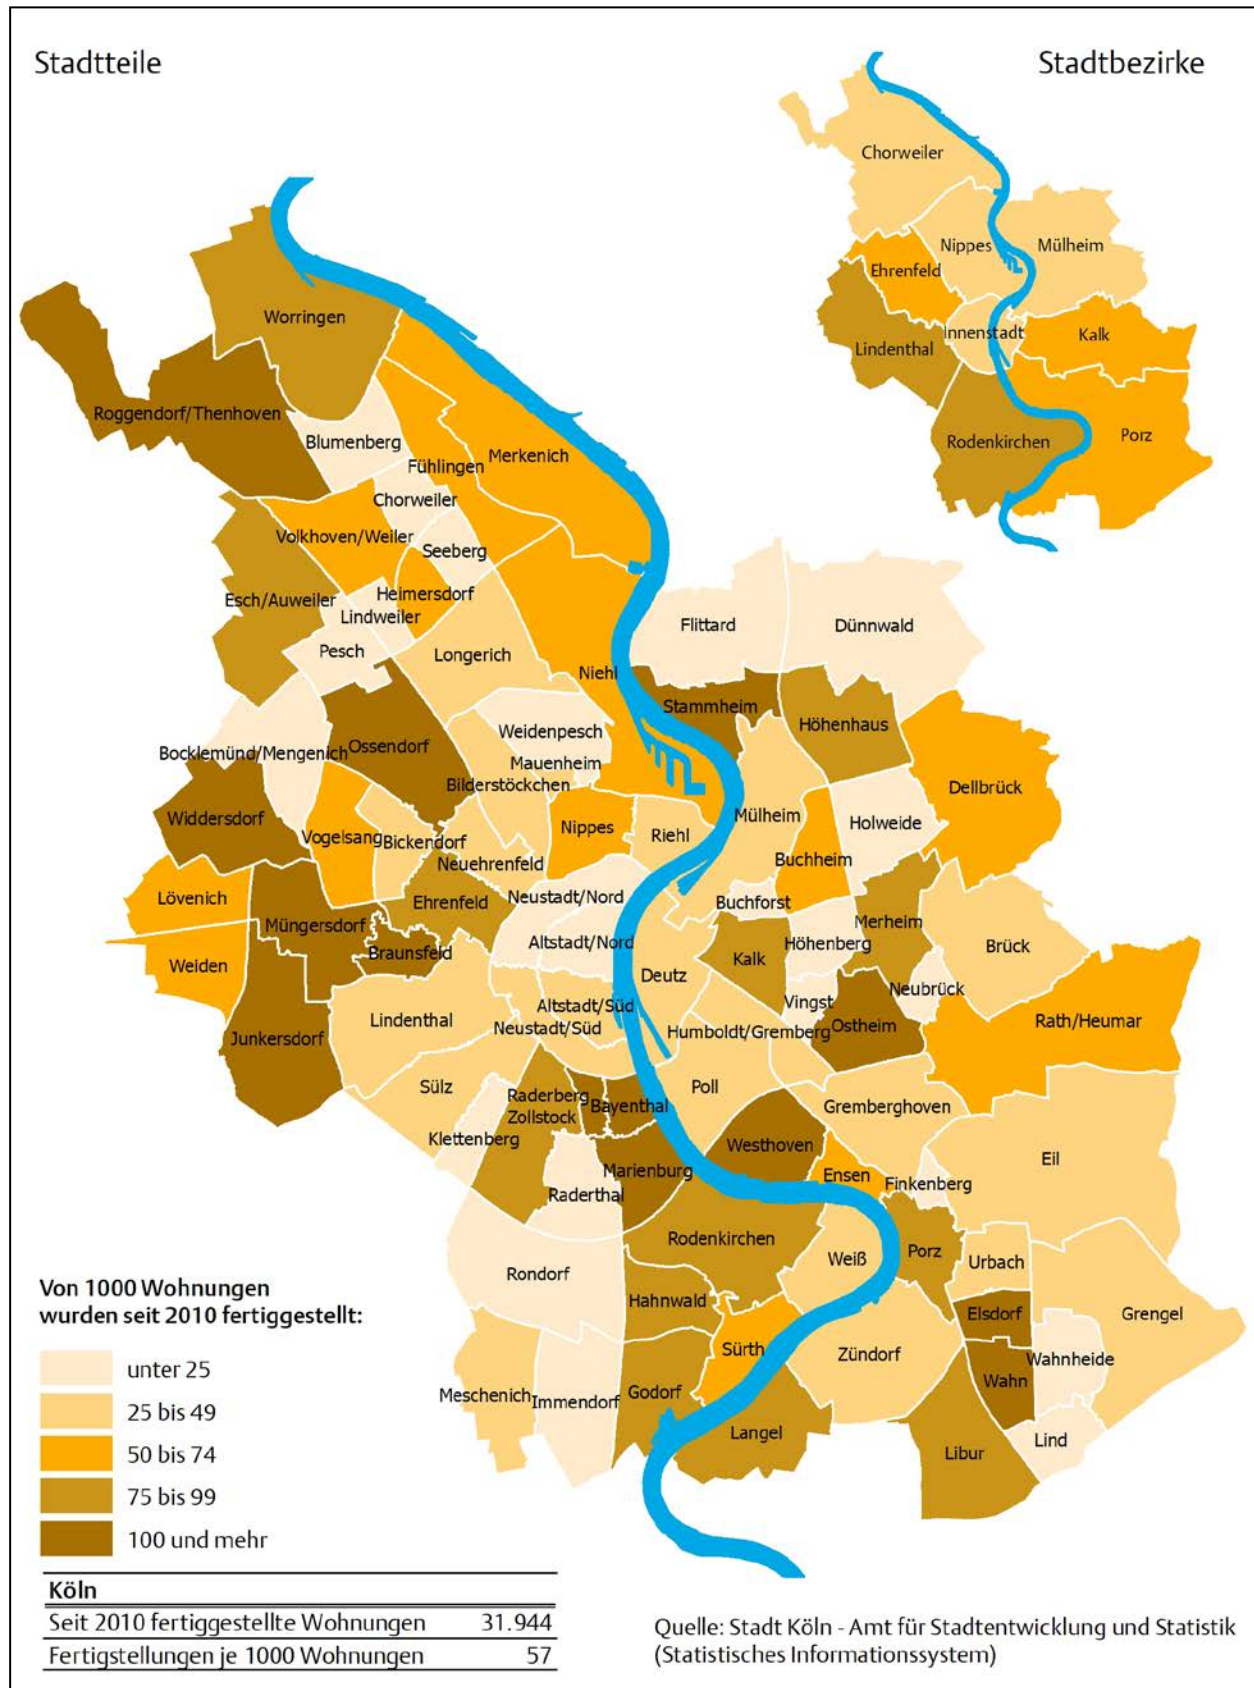 Stadtteile
Stadtbezirke
Chorweiler
Nippes
Mülheim
Ehrenfeld
Innenstadt
Kalk
Lindenthal
Rodenkirchen
Porz
Worringen
Roggendorf/Thenhoven
Blumenberg
Merkenich
Fühlingen
Chorweiler
Volkhoven/Weiler
Seeberg
Heimersdorf
Esch/Auweiler
Lindweiler
Pesch
Longerich
Flittard
Dünnwald
Niehl
Stammheim
Höhenhaus
Weidenpesch
Bocklemünd/Mengenich
Ossendorf
Mauenheim
Bilderstöckchen
Dellbrück
Widdersdorf
Vogelsang
Bickendorf
Nippes
Riehl
Mülheim
Holweide
Neuehrenfeld
Buchheim
Lövenich
Ehrenfeld
Neustadt/Nord
Buchforst
Müngersdorf
Braunsfeld
Altstadt/Nord
Höhenberg
Merheim
Brück
Weiden
Deutz
Kalk
Neubrück
Vingst
Altstadt/Süd
Lindenthal
Neustadt/Süd
Humboldt/Gremberg
Ostheim
Rath/Heumar
Junkersdorf
Sülz
Raderberg
Zollstock
Bayenthal
Poll
Gremberghoven
Klettenberg
Westhoven
Eil
Marienburg
Ensen
Finkenberg
Raderthal
Rodenkirchen
Weiß
Porz
Urbach
Rondorf
Hahnwald
Elsdorf
Grengel
Sürth
Zündorf
Wahnheide
Wahn
Meschenich
Immendorf
Godorf
Langel
Libur
Lind
Von 1000 Wohnungen
wurden seit 2010 fertiggestellt:
unter 25
25 bis 49
50 bis 74
75 bis 99
100 und mehr
Köln
Seit 2010 fertiggestellte Wohnungen 31.944
Fertigstellungen je 1000 Wohnungen 57
Quelle: Stadt Köln - Amt für Stadtentwicklung und Statistik
(Statistisches Informationssystem)